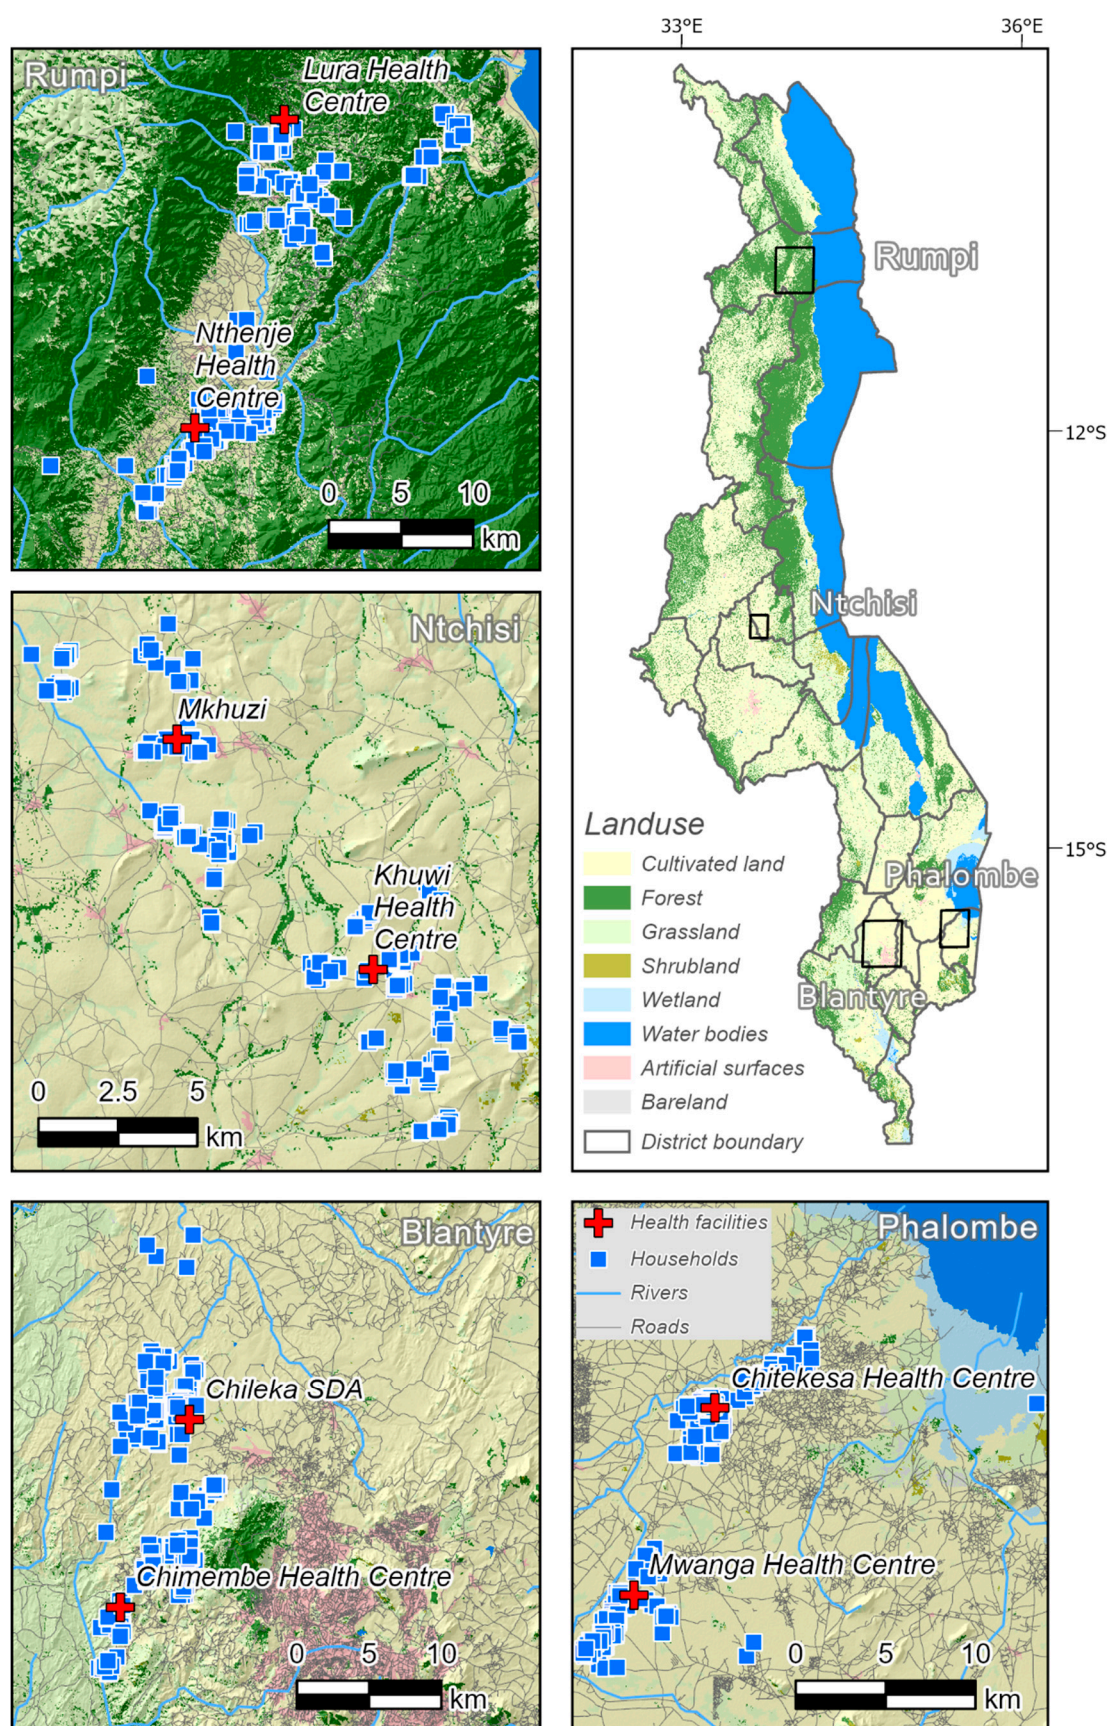 33°E
36°E
Rumpi
Lura Health
Centre
Nthenje
Health
Centre
0
5
10
km
Rumpi
12°S
Ntchisi
Ntchisi
Mkhuzi
Khuwi
Health
Centre
0
2.5
5
km
Landuse
Cultivated land
Forest
Grassland
Shrubland
Wetland
Water bodies
Artificial surfaces
Bareland
District boundary
15°S
Phalombe
Blantyre
Blantyre
Chileka SDA
Chimembe Health Centre
0
5
10
km
Health facilities
Households
Rivers
Roads
Phalombe
Chitekesa Health Centre
Mwanga Health Centre
0
5
10
km